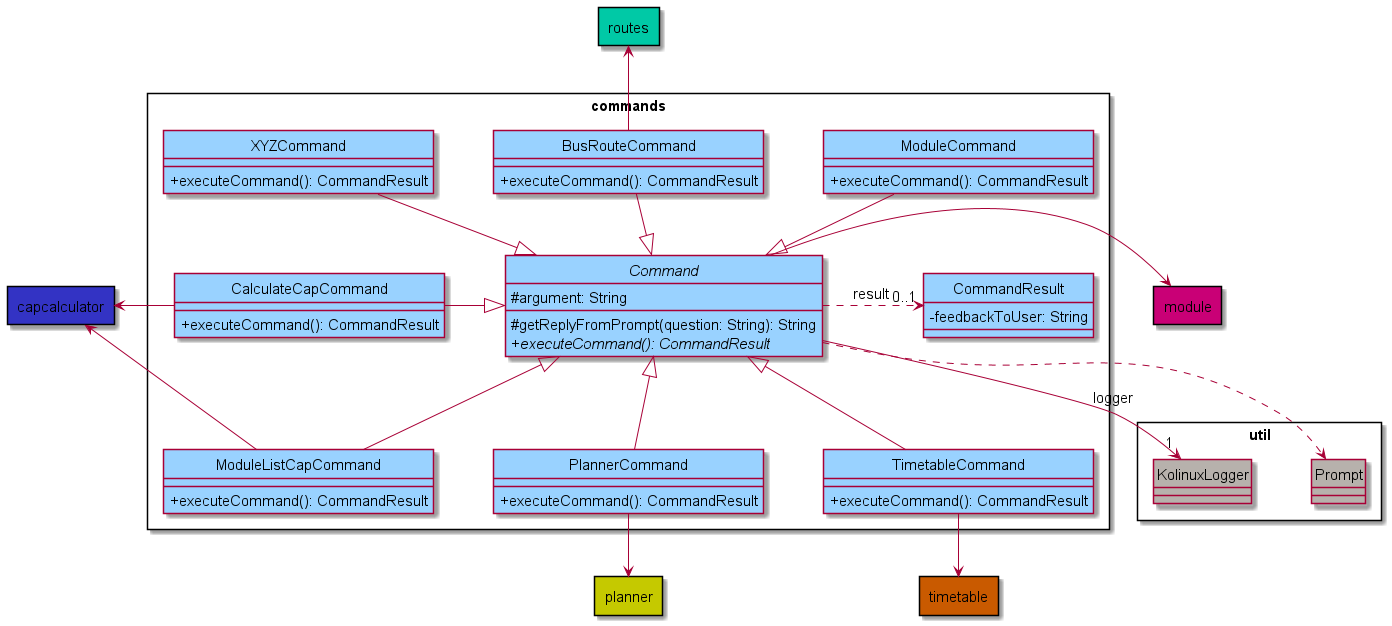 routes
commands
XYZCommand
+executeCommand(): CommandResult
BusRouteCommand
+executeCommand(): CommandResult
ModuleCommand
+executeCommand(): CommandResult
capcalculator
CalculateCapCommand
+executeCommand(): CommandResult
Command
#argument: String
#getReplyFromPrompt(question: String): String
+executeCommand(): CommandResult
result
0..1
CommandResult
-feedbackToUser: String
module
logger
1
util
KolinuxLogger
Prompt
ModuleListCapCommand
+executeCommand(): CommandResult
PlannerCommand
+executeCommand(): CommandResult
TimetableCommand
+executeCommand(): CommandResult
planner
timetable